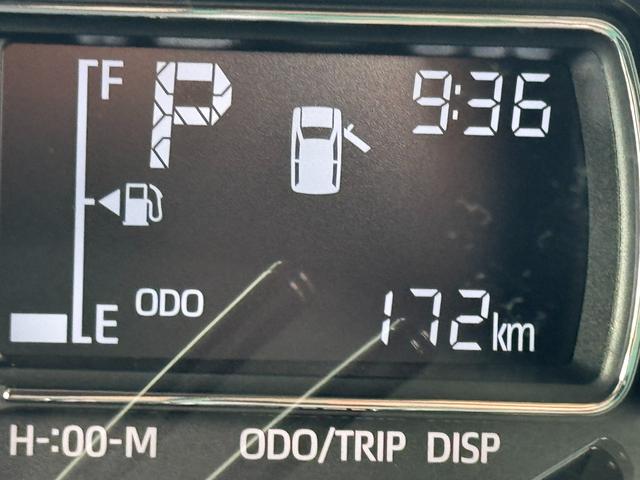 F
P
9:36
E
ODO
172km
H-:00-M
ODO/TRIP DISP